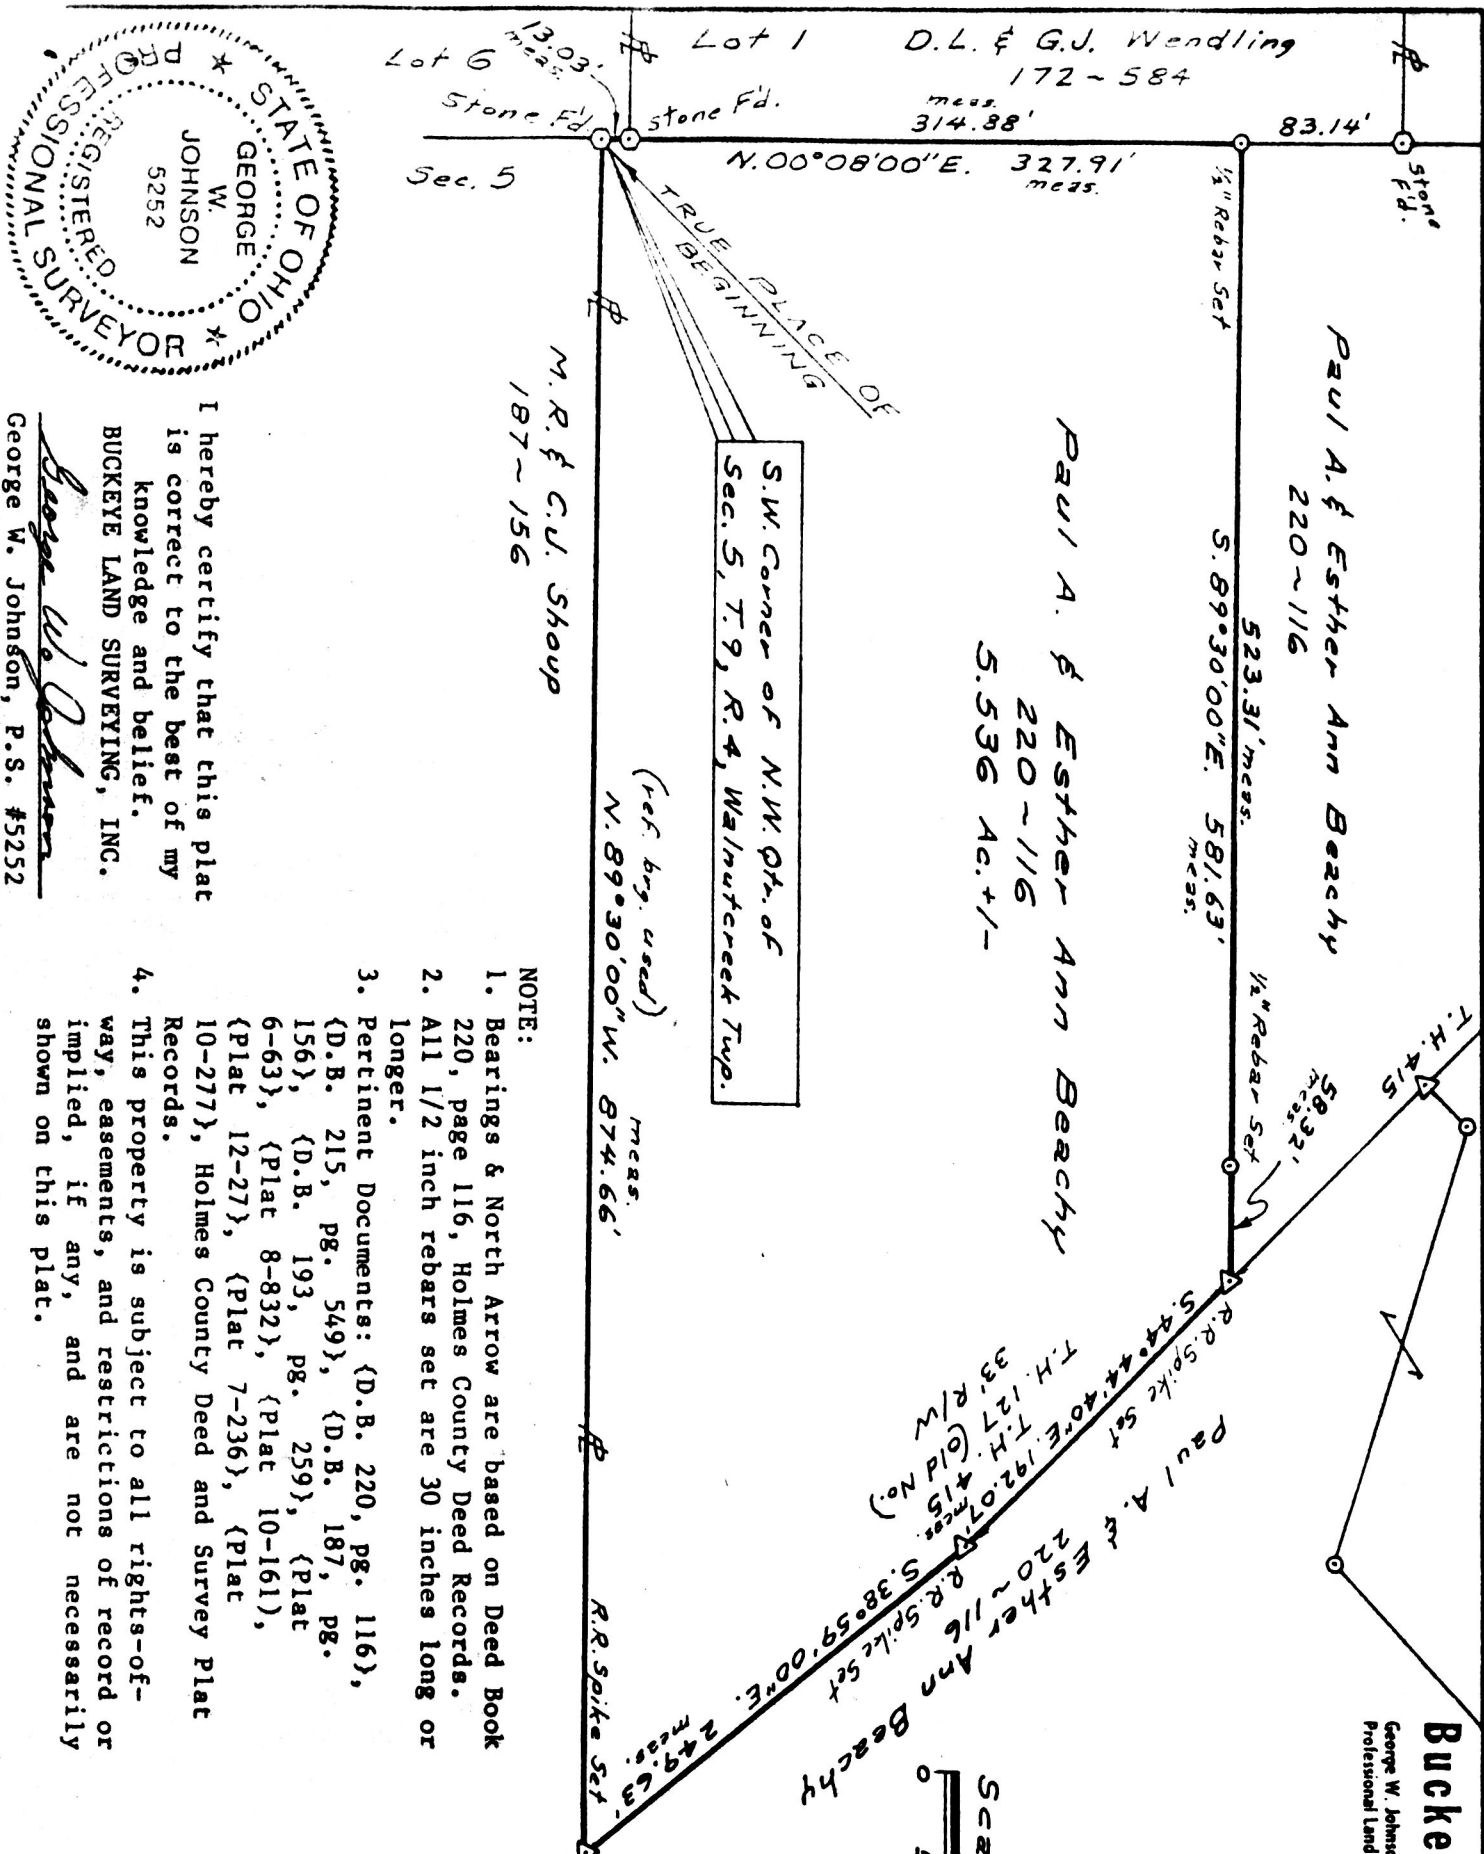 Lot 6
13.03'
meas.
Lot 1
D.L. & G.J. Wendling
172~584
Stone F'd.
stone F'd.
meas.
314.88'
83.14'
stone
F'd.
Sec. 5
N.00°08'00"E. 327.91'
meas.
1/2" Rebar Set
TRUE PLACE OF
BEGINNING
Paul A. & Esther Ann Beachy
220~116
523.31' meas.
S.89°30'00"E. 581.63'
meas.
1/2" Rebar Set
58.32'
meas.
T.H. 415
Paul A. & Esther Ann Beachy
220~116
5.536 Ac.+/-
S.W. Corner of N.W. Qtr. of
Sec. 5, T.9, R.4, Walnutcreek Twp.
M.R. & C.J. Shoup
187~156
(ref. brg. used)
N.89°30'00"W. 874.66'
meas.
R.R. Spike Set
S.44°44'40"E. 192.07'
meas.
T.H. 415
T.H. 127 (old No.)
33' R/W
R.R. Spike Set
S.38°59'00"E. 249.63'
meas.
R.R. Spike Set
Paul A. & Esther Ann Beachy
220~116
Bucke
George W. Johnso
Professional Land
Sca
0
STATE OF OHIO
GEORGE
W.
JOHNSON
5252
REGISTERED
PROFESSIONAL SURVEYOR
I hereby certify that this plat
is correct to the best of my
knowledge and belief.
BUCKEYE LAND SURVEYING, INC.
George W. Johnson
George W. Johnson, P.S. #5252
NOTE:
1. Bearings & North Arrow are based on Deed Book
220, page 116, Holmes County Deed Records.
2. All 1/2 inch rebars set are 30 inches long or
longer.
3. Pertinent Documents: {D.B. 220, pg. 116},
{D.B. 215, pg. 549}, {D.B. 187, pg.
156}, {D.B. 193, pg. 259}, {Plat
6-63}, {Plat 8-832}, {Plat 10-161},
{Plat 12-27}, {Plat 7-236}, {Plat
10-277}, Holmes County Deed and Survey Plat
Records.
4. This property is subject to all rights-of-
way, easements, and restrictions of record or
implied, if any, and are not necessarily
shown on this plat.